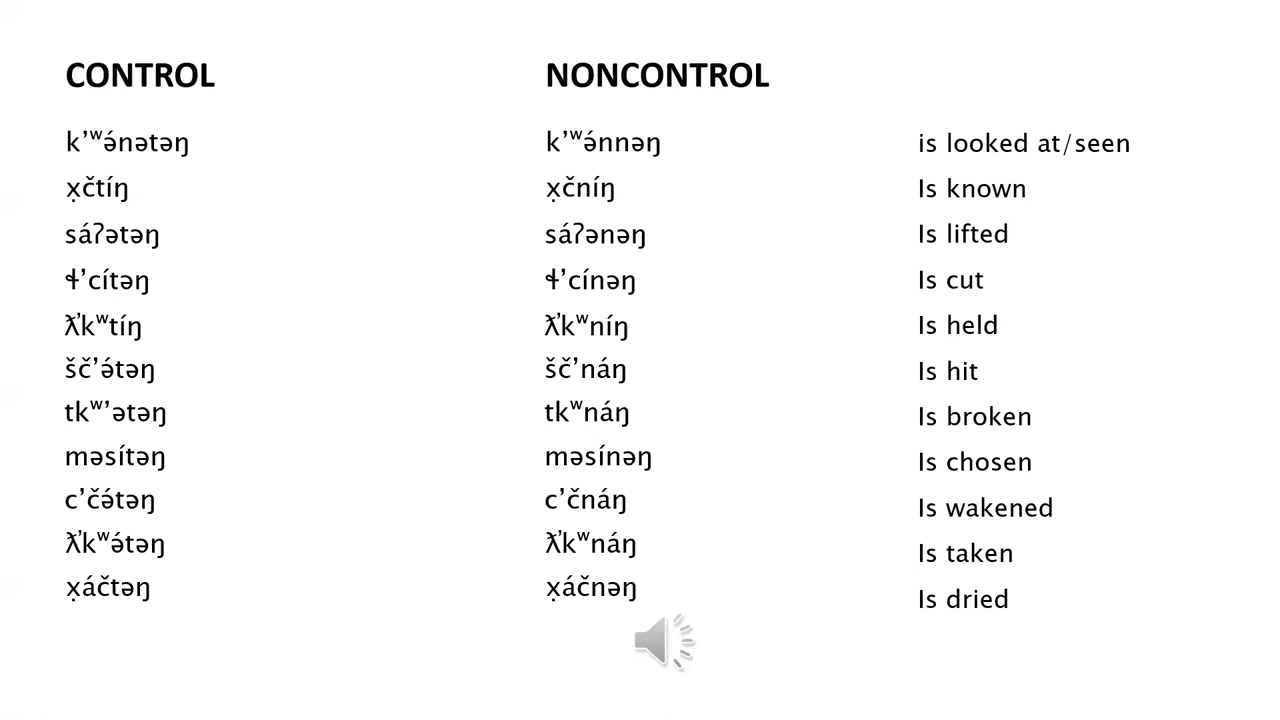 CONTROL NONCONTROL
k’ʷə́nətəŋ k’ʷə́nnəŋ is looked at/seen
x̣čtíŋ x̣čníŋ Is known
sáʔətəŋ sáʔənəŋ Is lifted
ɬ’cítəŋ ɬ’cínəŋ Is cut
ƛ̓kʷtíŋ ƛ̓kʷníŋ Is held
šč’ə́təŋ šč’náŋ Is hit
tkʷ’ətəŋ tkʷnáŋ Is broken
məsítəŋ məsínəŋ Is chosen
c’čə́təŋ c’čnáŋ Is wakened
ƛ̓kʷə́təŋ ƛ̓kʷnáŋ Is taken
x̣áčtəŋ x̣áčnəŋ Is dried